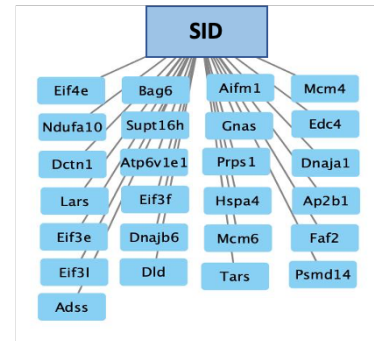 SID
Eif4e Bag6 Aifm1 Mcm4
Ndufa10 Supt16h Gnas Edc4
Dctn1 Atp6v1e1 Prps1 Dnaja1
Lars Eif3f Hspa4 Ap2b1
Eif3e Dnajb6 Mcm6 Faf2
Eif3l Dld Tars Psmd14
Adss